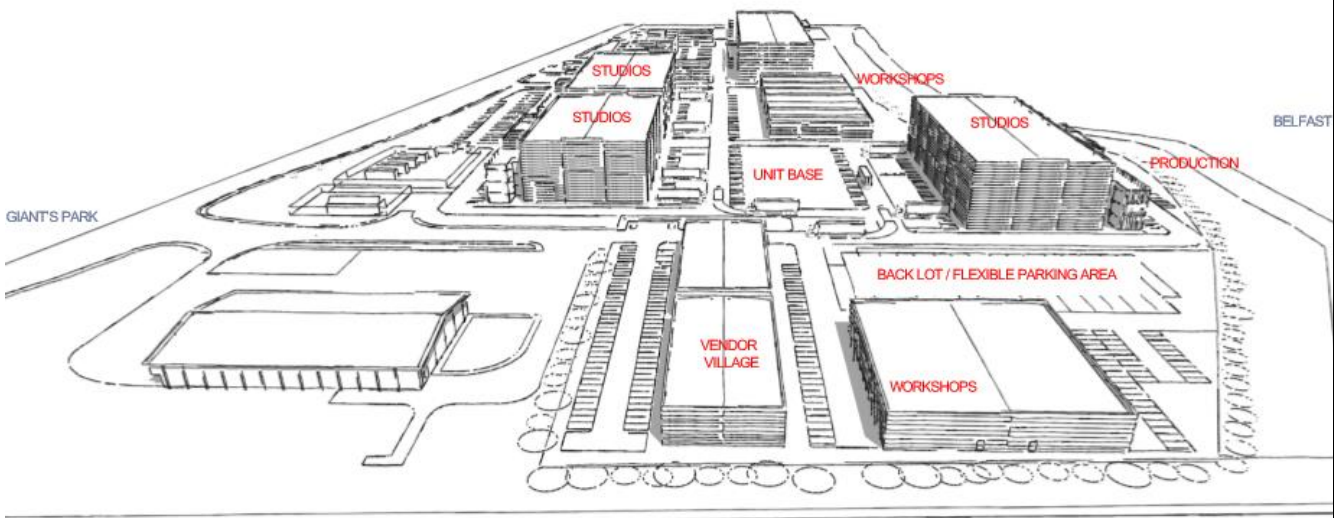 STUDIOS
WORKSHOPS
STUDIOS
STUDIOS
BELFAST
PRODUCTION
UNIT BASE
GIANT'S PARK
BACK LOT / FLEXIBLE PARKING AREA
VENDOR
VILLAGE
WORKSHOPS